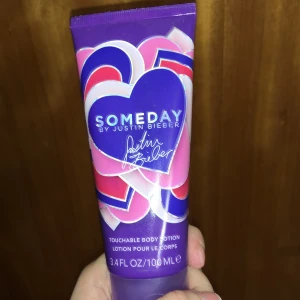 SOMEDAY
BY JUSTIN BIEBER
Justin
Bieber
TOUCHABLE BODY LOTION
LOTION POUR LE CORPS
3.4 FL OZ/100 ML e